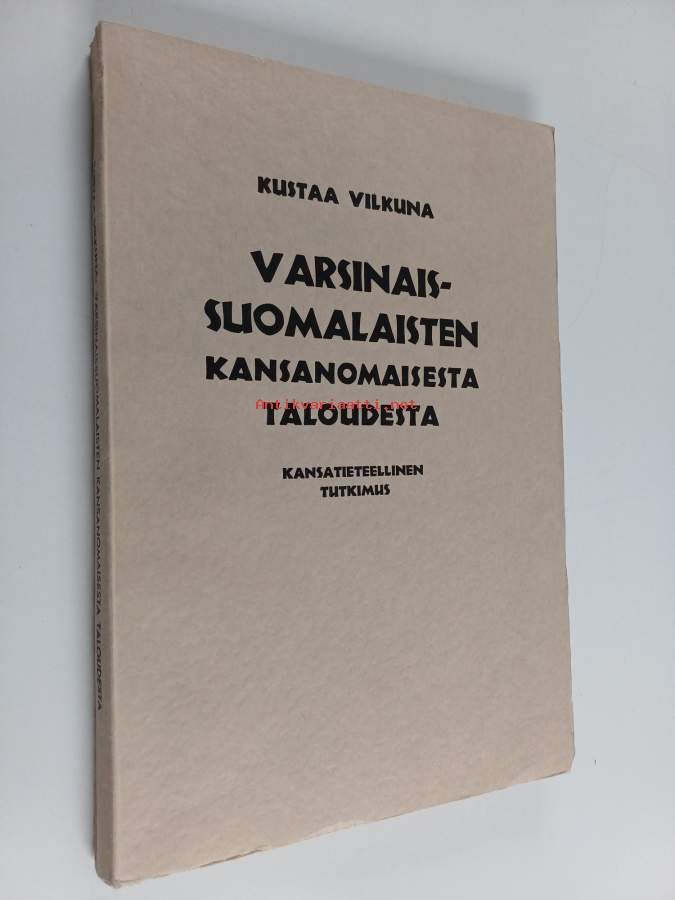 KUSTAA VILKUNA
VARSINAIS-
SUOMALAISTEN
KANSANOMAISESTA
Antikvariaatti.net
TALOUDESTA
KANSATIETEELLINEN
TUTKIMUS
VARSINAISSUOMALAISTEN KANSANOMAISESTA TALOUDESTA